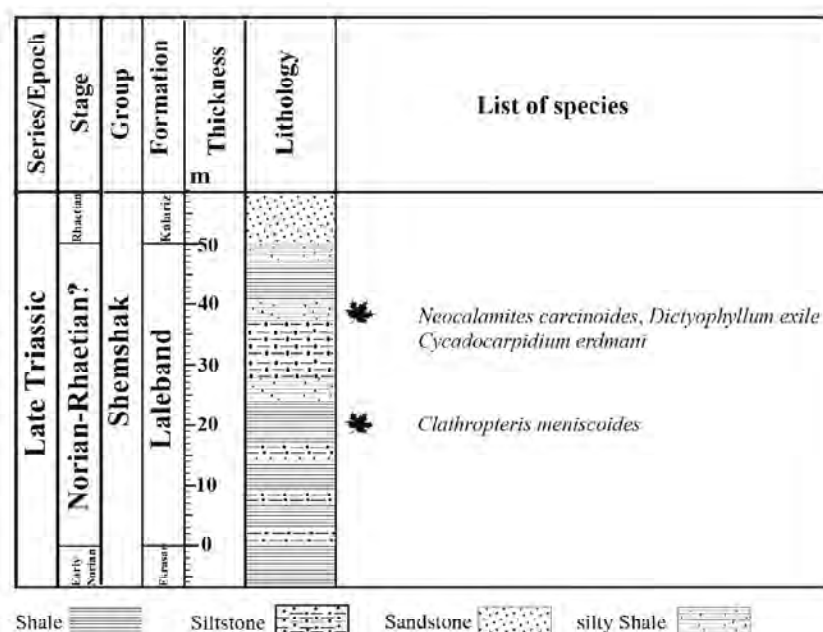 Series/Epoch
Stage
Group
Formation
Thickness
m
Lithology
List of species
Late Triassic
Rhaetian
Norian-Rhaetian?
Early
Norian
Shemshak
Kalariz
Laleband
Ekrasar
50
40
30
20
10
0
Neocalamites carcinoides, Dictyophyllum exile
Cycadocarpidium erdmani
Clathropteris meniscoides
Shale
Siltstone
Sandstone
silty Shale